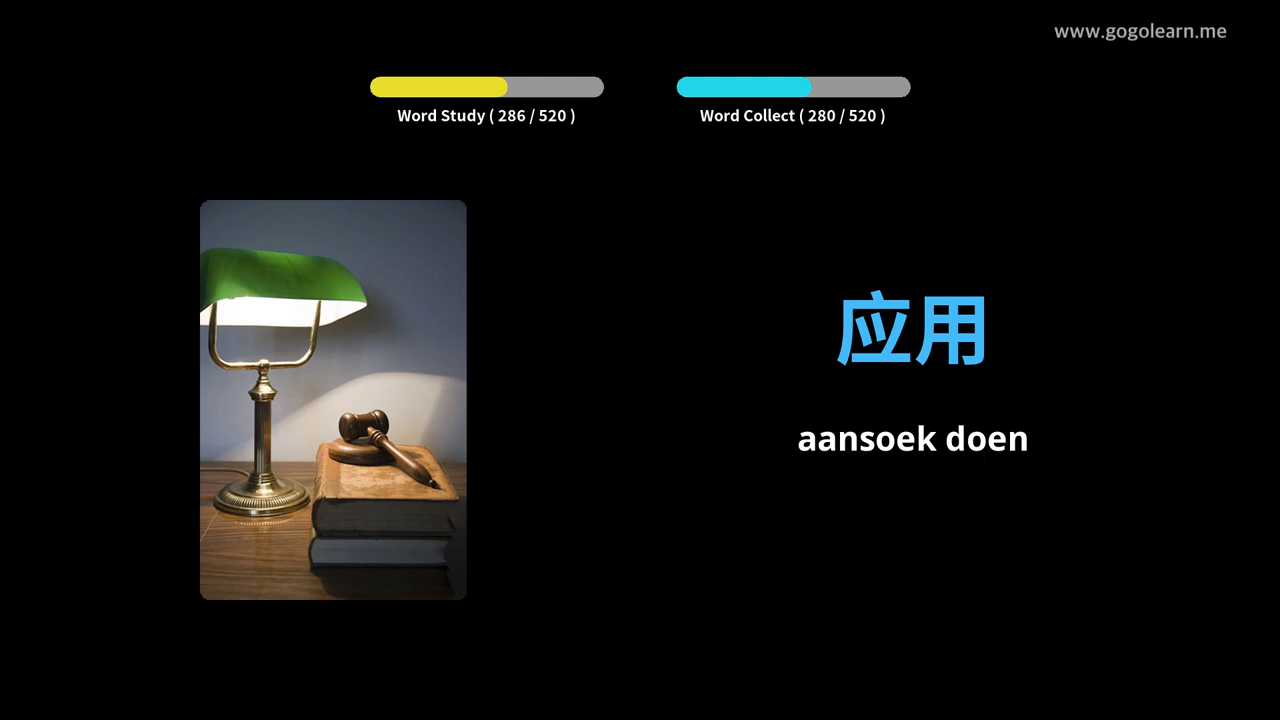 www.gogolearn.me
Word Study ( 286 / 520 )
Word Collect ( 280 / 520 )
应用
aansoek doen